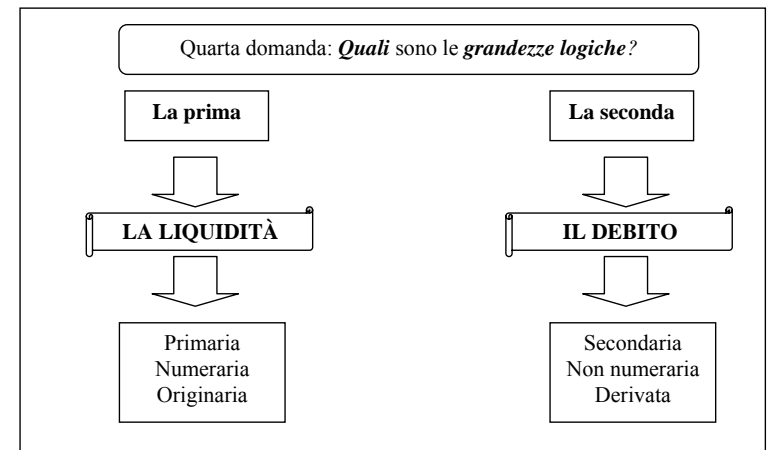 Quarta domanda: Quali sono le grandezze logiche?
La prima
La seconda
LA LIQUIDITÀ
IL DEBITO
Primaria
Numeraria
Originaria
Secondaria
Non numeraria
Derivata